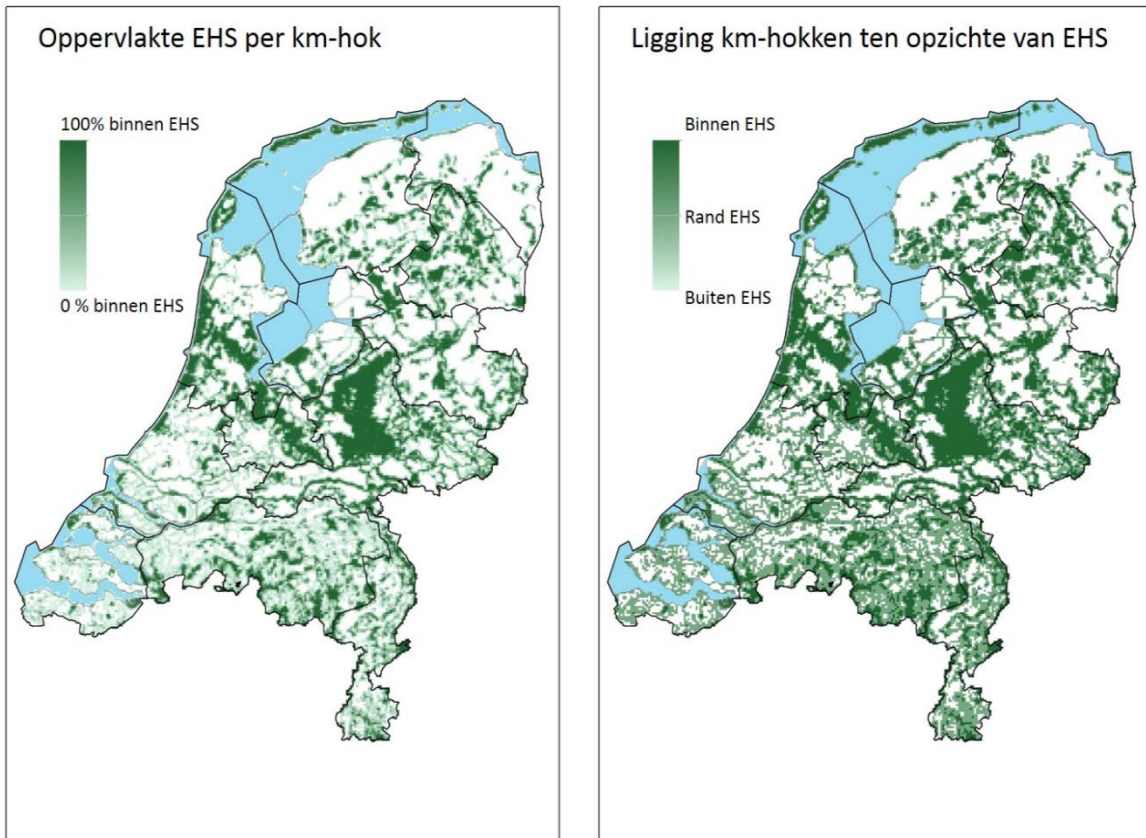 Oppervlakte EHS per km-hok
100% binnen EHS
0 % binnen EHS
Ligging km-hokken ten opzichte van EHS
Binnen EHS
Rand EHS
Buiten EHS